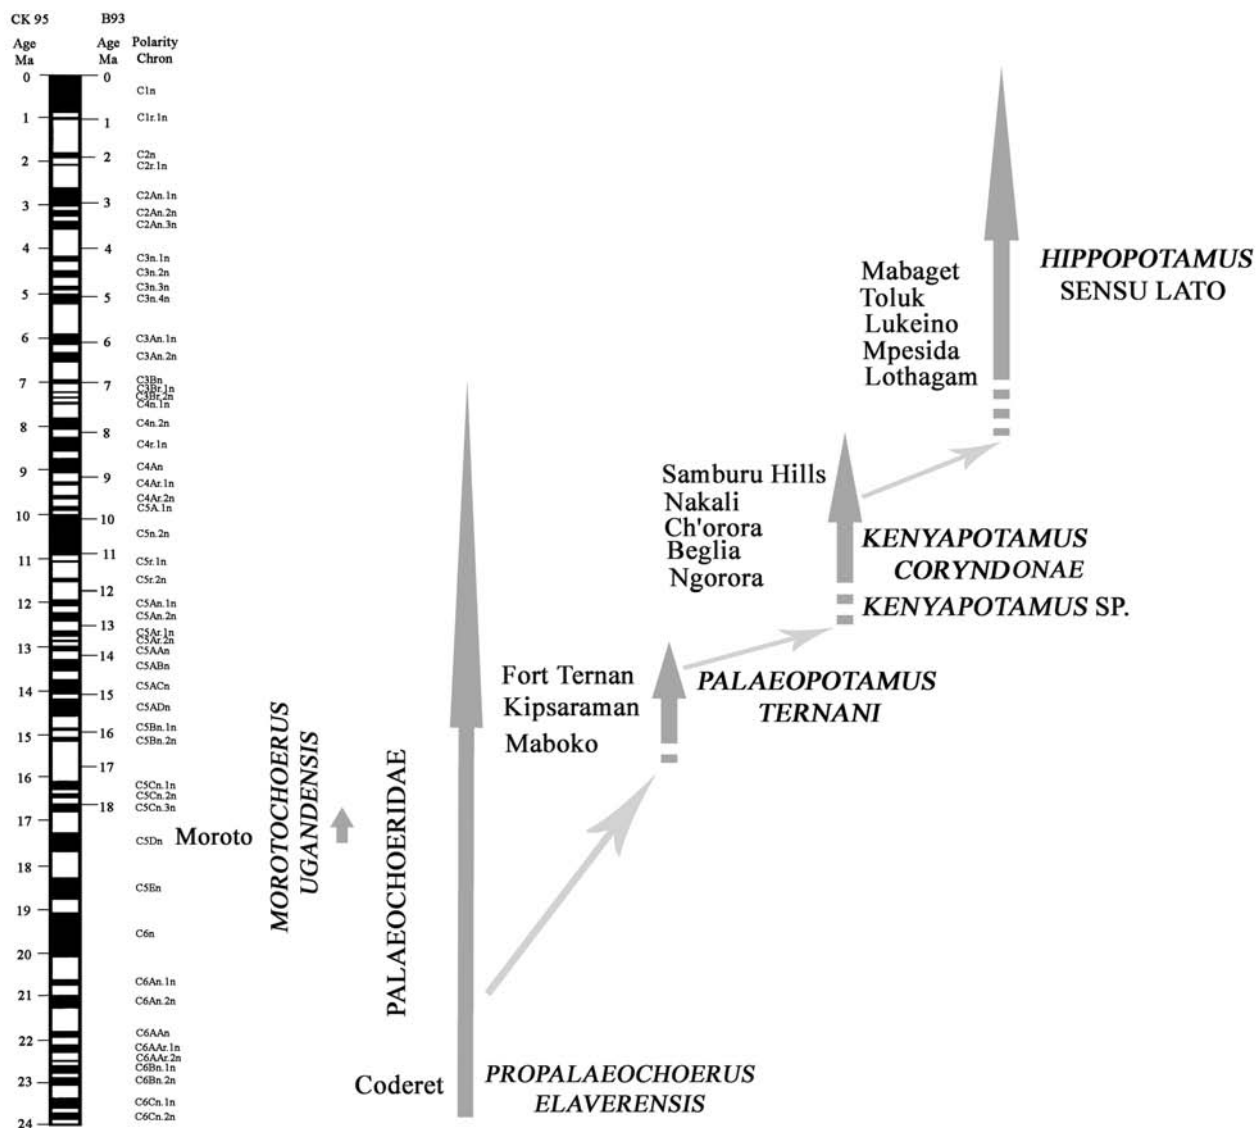 CK 95
B93
Age
Ma
Age
Ma
Polarity
Chron
0
1
2
3
4
5
6
7
8
9
10
11
12
13
14
15
16
17
18
19
20
21
22
23
24
0
1
2
3
4
5
6
7
8
9
10
11
12
13
14
15
16
17
18
C1n
C1r.1n
C2n
C2r.1n
C2An.1n
C2An.2n
C2An.3n
C3n.1n
C3n.2n
C3n.3n
C3n.4n
C3An.1n
C3An.2n
C3Bn
C3Br.1n
C3Br.2n
C4n.1n
C4n.2n
C4r.1n
C4An
C4Ar.1n
C4Ar.2n
C5A.1n
C5n.2n
C5r.1n
C5r.2n
C5An.1n
C5An.2n
C5Ar.1n
C5Ar.2n
C5AAn
C5ABn
C5ACn
C5ADn
C5Bn.1n
C5Bn.2n
C5Cn.1n
C5Cn.2n
C5Cn.3n
C5Dn
C5En
C6n
C6An.1n
C6An.2n
C6AAn
C6AAr.1n
C6AAr.2n
C6Bn.1n
C6Bn.2n
C6Cn.1n
C6Cn.2n
Moroto
MOROTOCHOERUS
UGANDENSIS
PALAEOCHOERIDAE
Coderet
PROPALAEOCHOERUS
ELAVERENSIS
Fort Ternan
Kipsaraman
Maboko
PALAEOPOTAMUS
TERNANI
Samburu Hills
Nakali
Ch'orora
Beglia
Ngorora
KENYAPOTAMUS
CORYNDONAE
KENYAPOTAMUS SP.
Mabaget
Toluk
Lukeino
Mpesida
Lothagam
HIPPOPOTAMUS
SENSU LATO